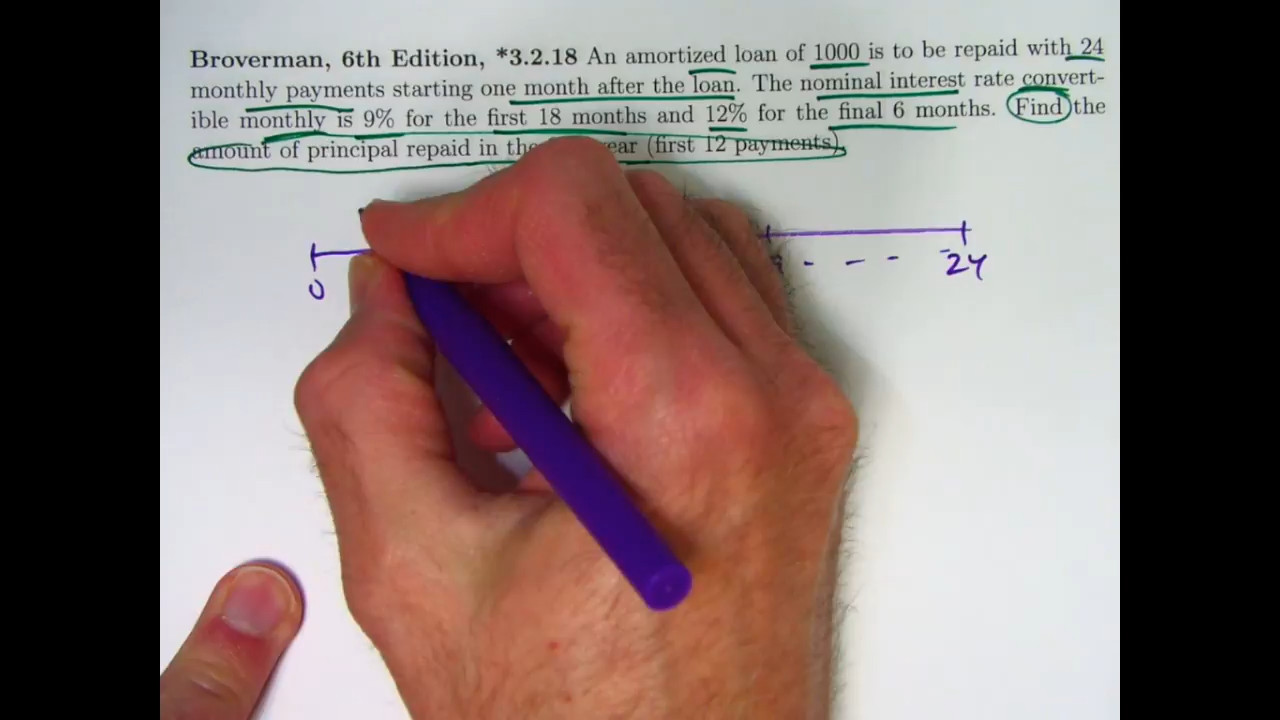 Broverman, 6th Edition, *3.2.18 An amortized loan of 1000 is to be repaid with 24
monthly payments starting one month after the loan. The nominal interest rate convert-
ible monthly is 9% for the first 18 months and 12% for the final 6 months. Find the
amount of principal repaid in the (first 12 payments).
0 24